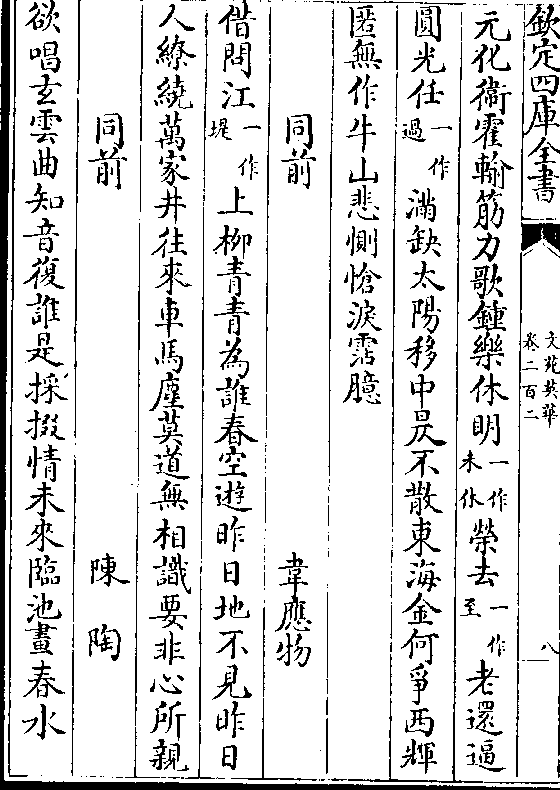 欽定四庫全書
文苑英華
卷二百二
八
元化衛霍輸筋力歌鍾樂休明一作未休榮去一作至老還逼
圓光任一作過滿缺太陽移中昃不散東海金何爭西輝
匿無作牛山悲惻愴淚霑臆
同前 韋應物
借問江一作堤上柳青青為誰春空遊昨日地不見昨日
人繚繞萬家井往來車馬塵莫道無相識要非心所親
同前 陳陶
欲唱玄雲曲知音復誰是採掇情未來臨池畫春水